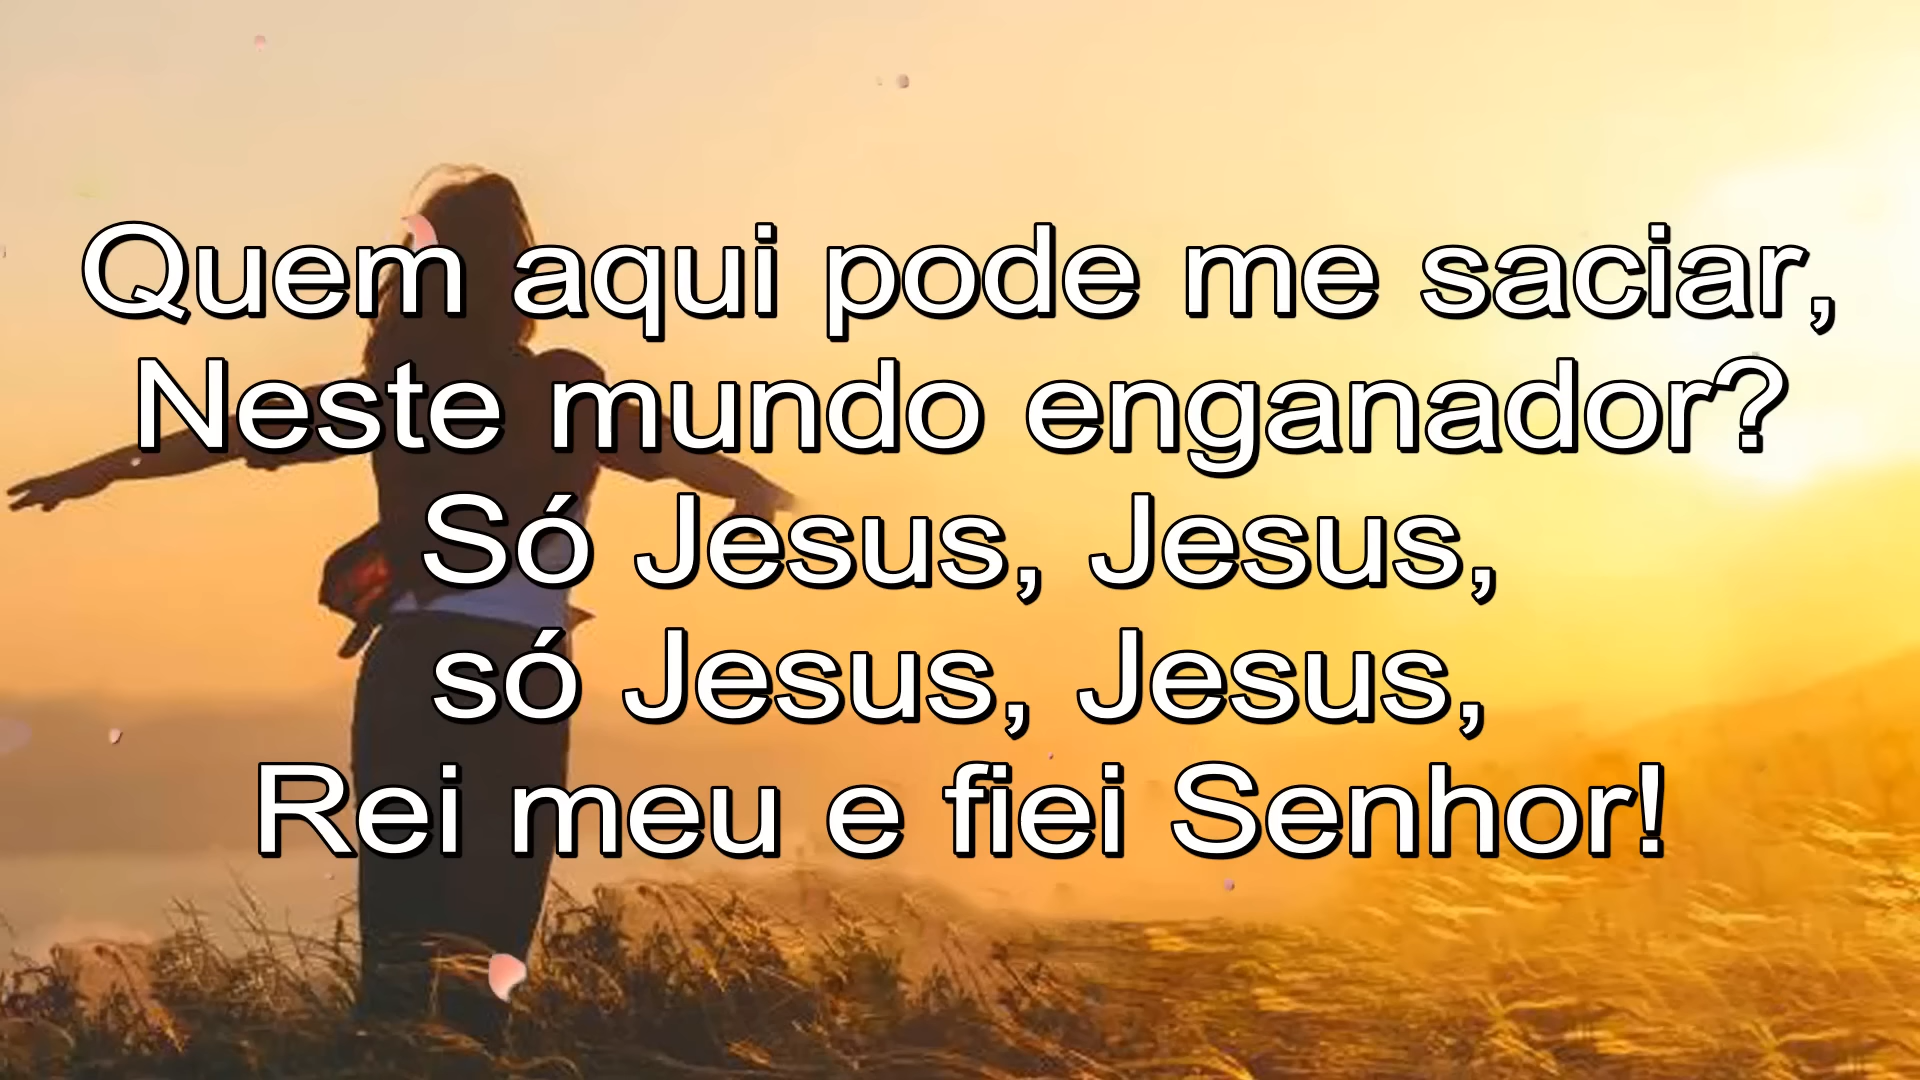 Quem aqui pode me saciar,
Neste mundo enganador?
Só Jesus, Jesus,
só Jesus, Jesus,
Rei meu e fiei Senhor!